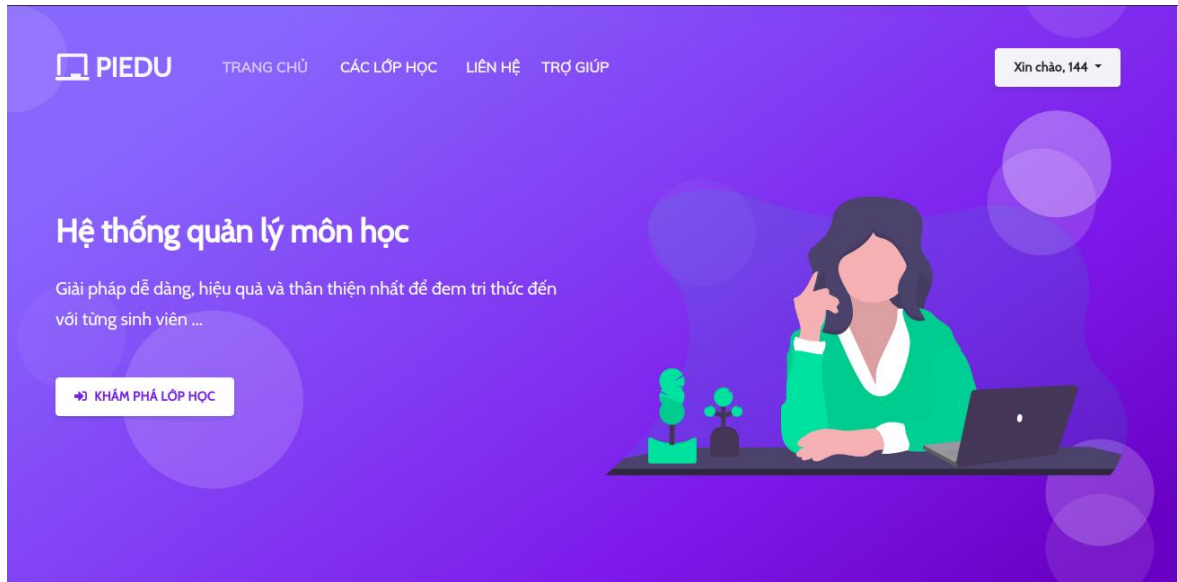 PIEDU
TRANG CHỦ
CÁC LỚP HỌC
LIÊN HỆ
TRỢ GIÚP
Xin chào, 144
Hệ thống quản lý môn học
Giải pháp dễ dàng, hiệu quả và thân thiện nhất để đem tri thức đến
với từng sinh viên ...
KHÁM PHÁ LỚP HỌC